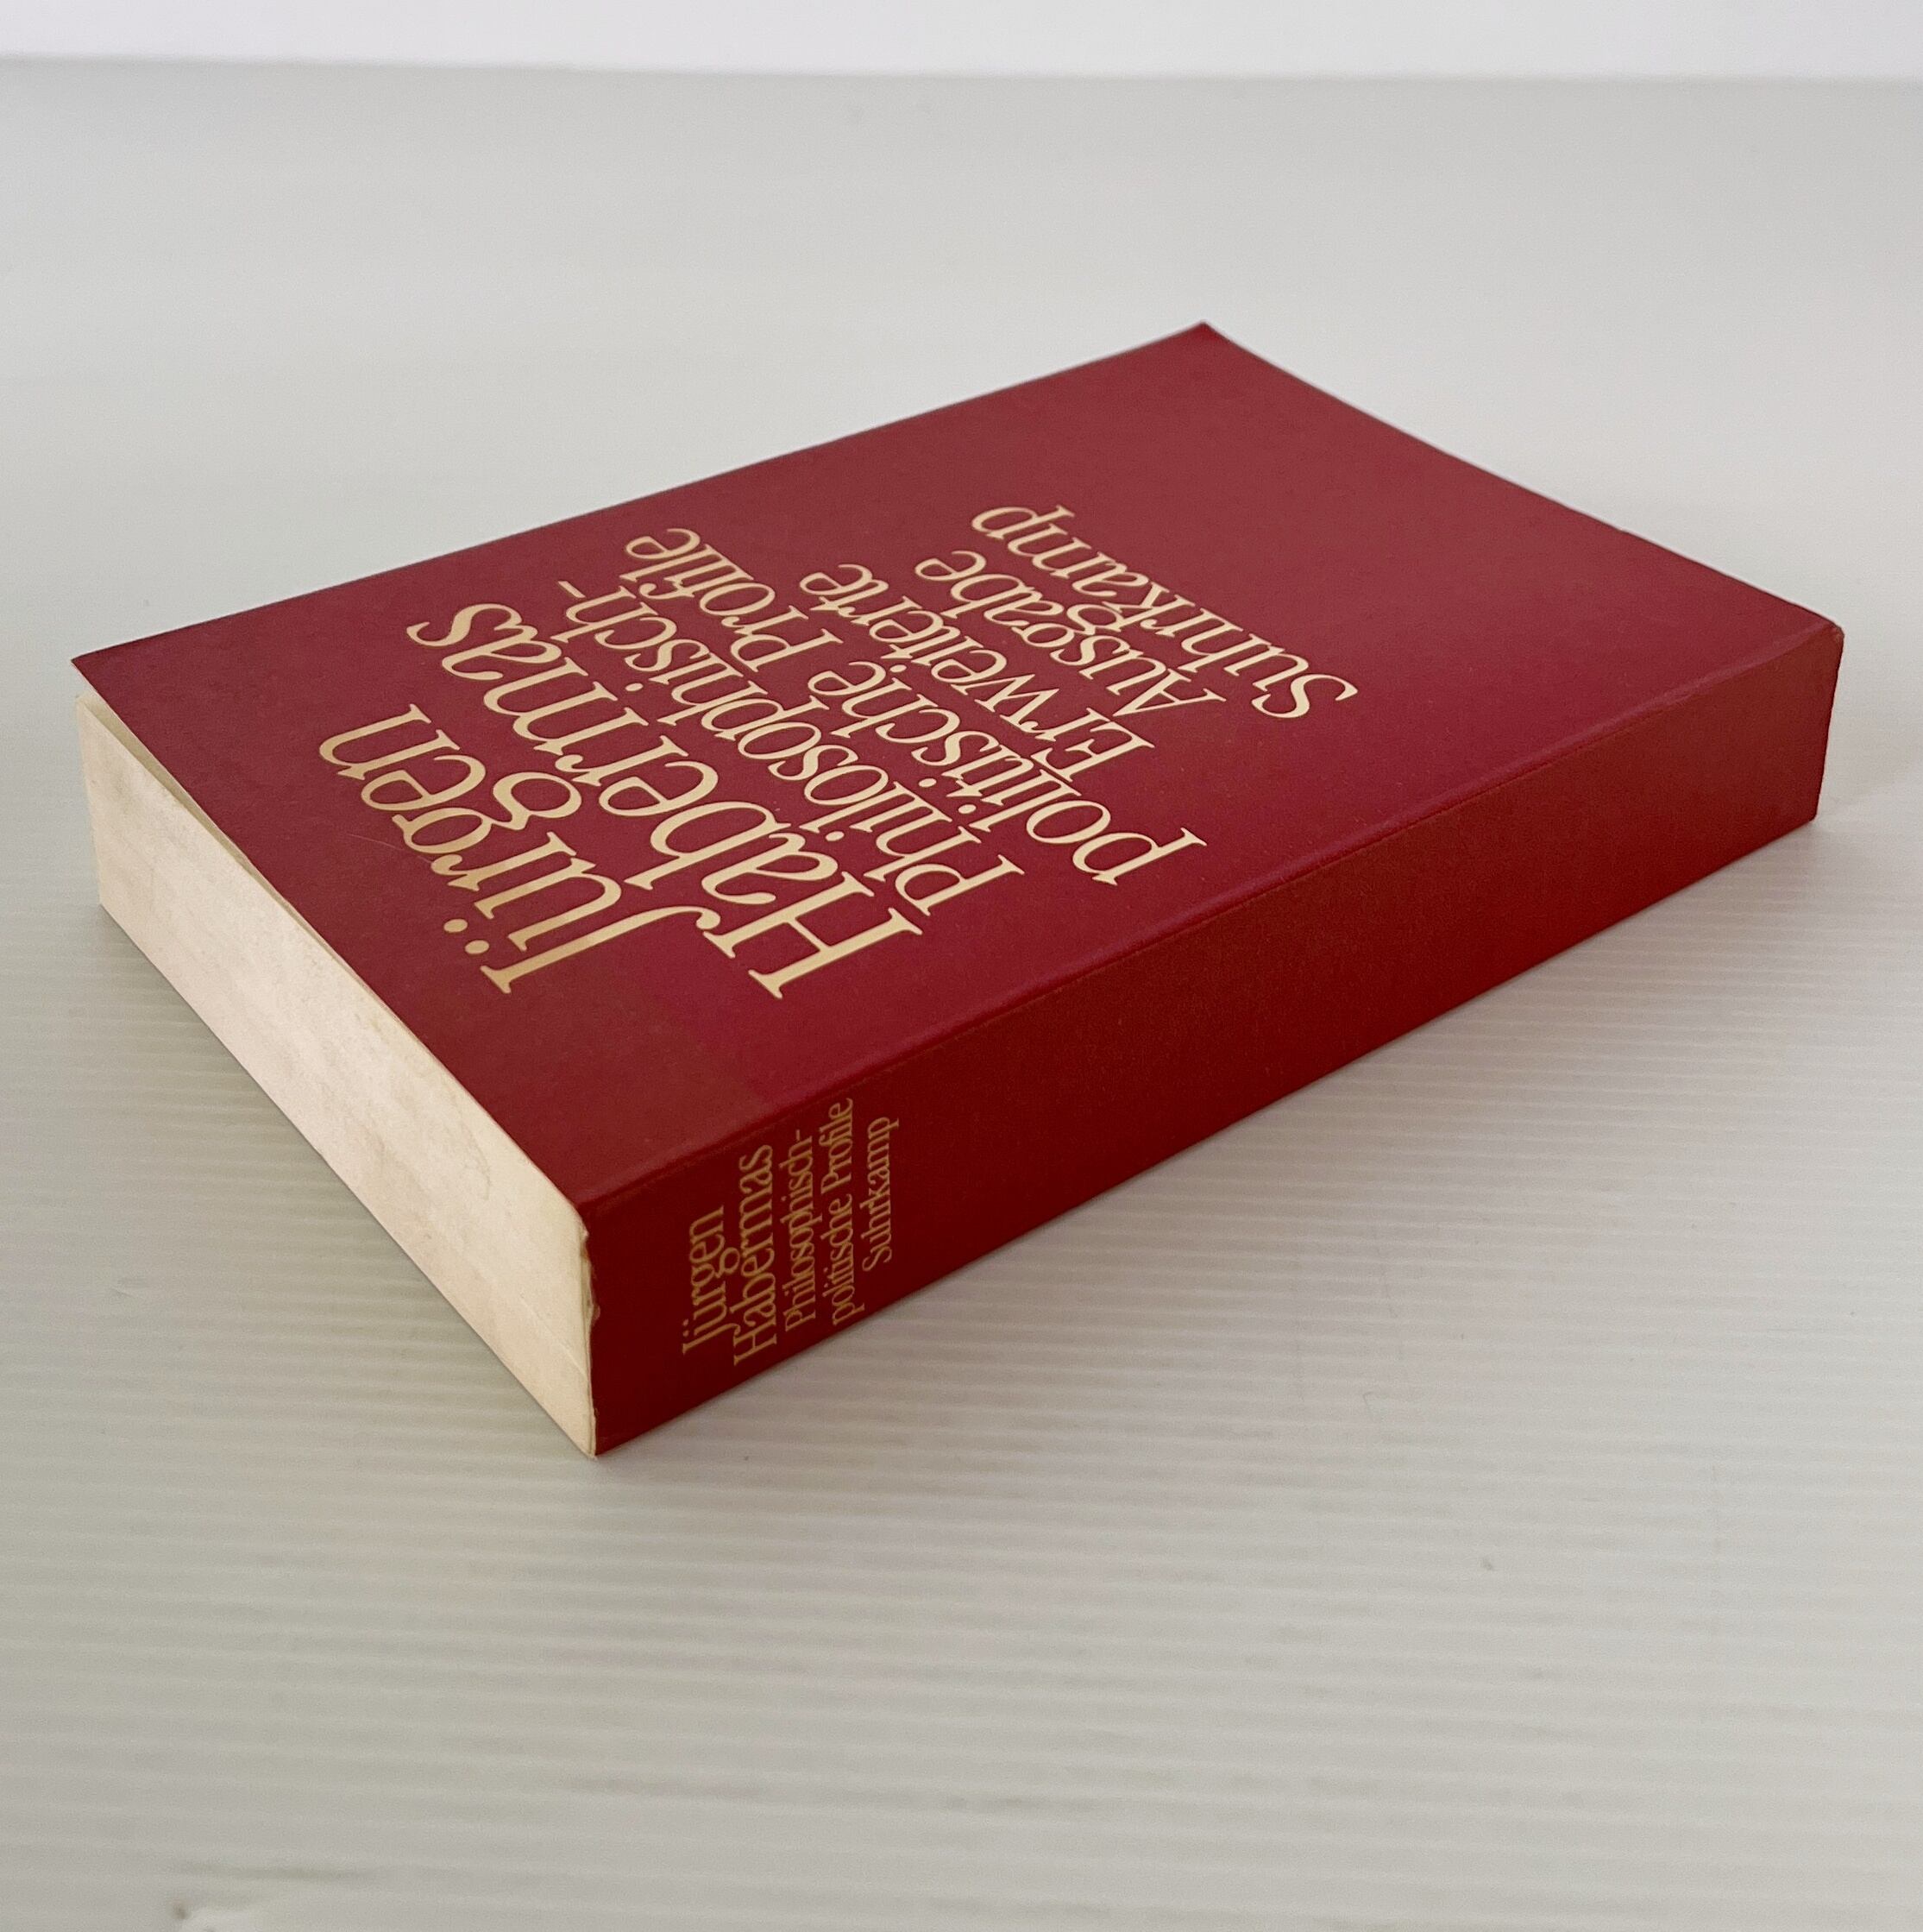 Jürgen
Habermas
Philosophisch-
politische Profile
Erweiterte
Ausgabe
Suhrkamp
Jürgen
Habermas
Philosophisch-
politische Profile
Suhrkamp